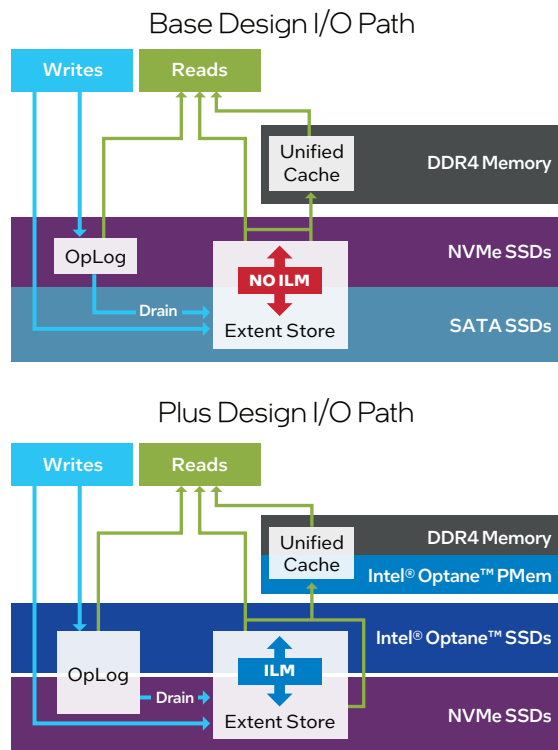 Base Design I/O Path
Writes
Reads
Unified
Cache
DDR4 Memory
OpLog
NVMe SSDs
NO ILM
Drain
Extent Store
SATA SSDs
Plus Design I/O Path
Writes
Reads
DDR4 Memory
Unified
Cache
Intel® Optane™ PMem
Intel® Optane™ SSDs
OpLog
ILM
Drain
Extent Store
NVMe SSDs